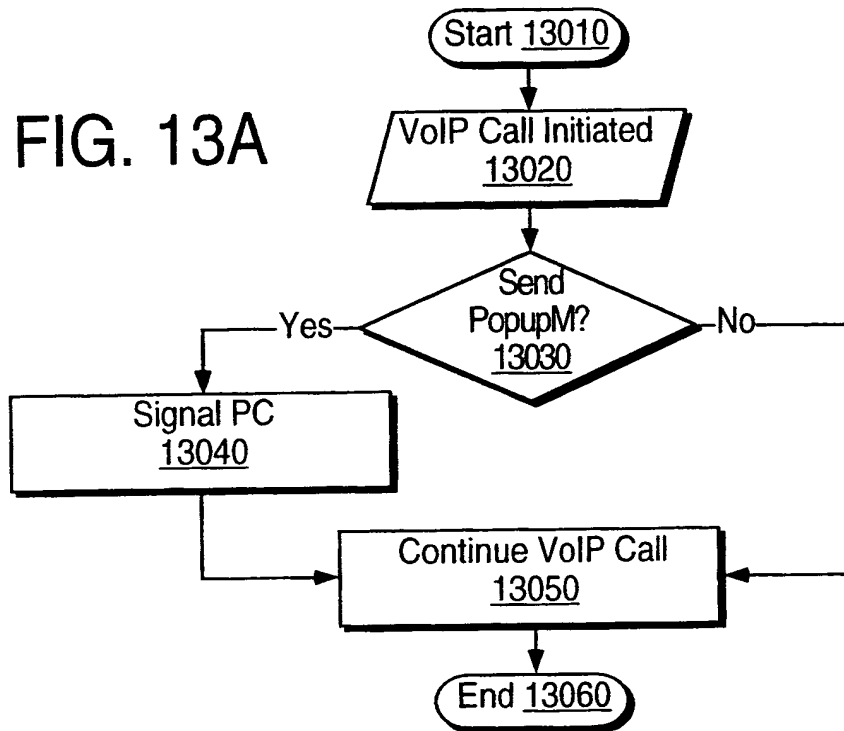 Start 13010
FIG. 13A
VoIP Call Initiated
13020
Send
PopupM?
13030
Yes
No
Signal PC
13040
Continue VoIP Call
13050
End 13060